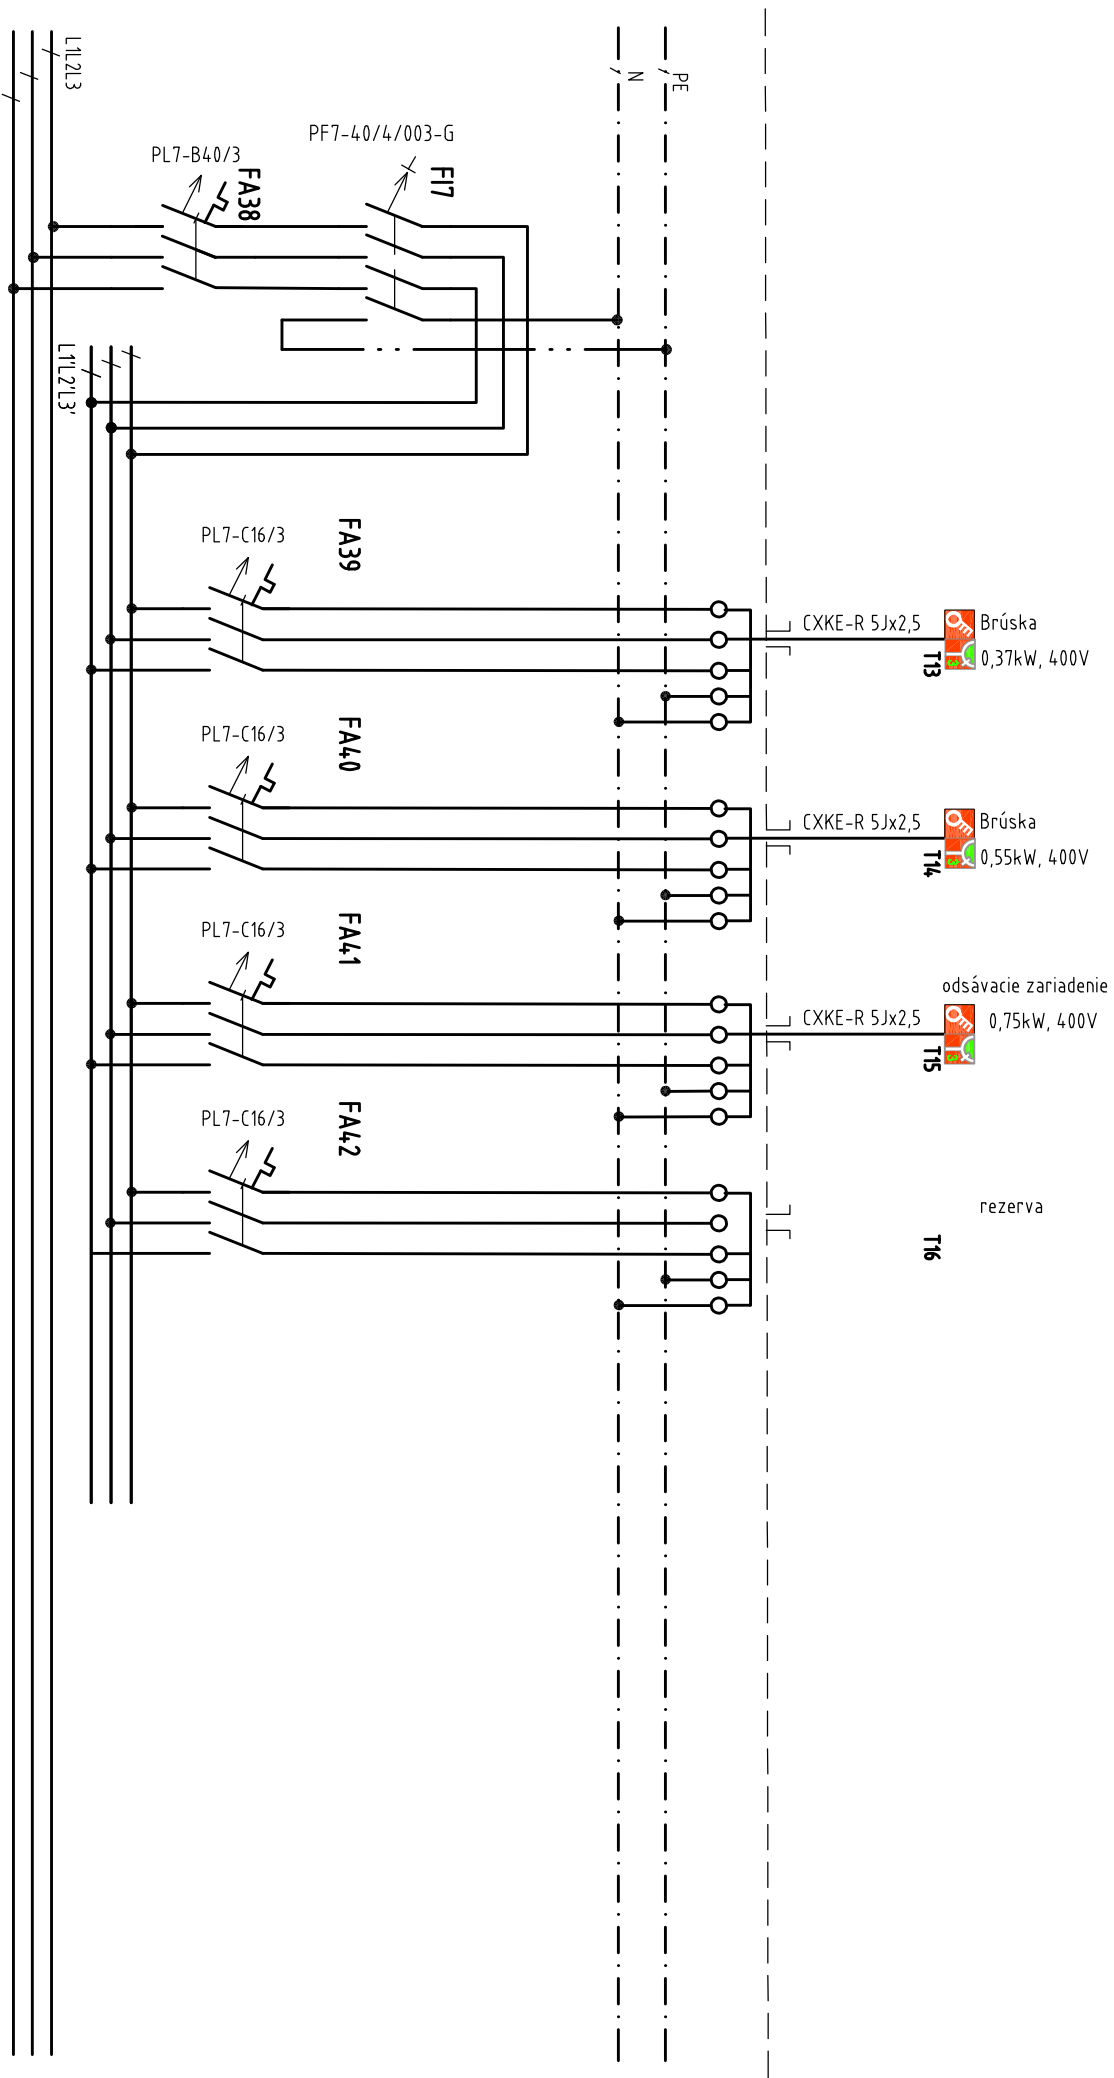 L1L2L3
N
PE
PF7-40/4/003-G
PL7-B40/3
FI7
FA38
L1'L2'L3'
FA39
PL7-C16/3
CXKE-R 5Jx2,5
Brúska
0,37kW, 400V
T13
3
FA40
PL7-C16/3
CXKE-R 5Jx2,5
Brúska
0,55kW, 400V
T14
3
FA41
PL7-C16/3
odsávacie zariadenie
CXKE-R 5Jx2,5
0,75kW, 400V
T15
3
FA42
PL7-C16/3
rezerva
T16